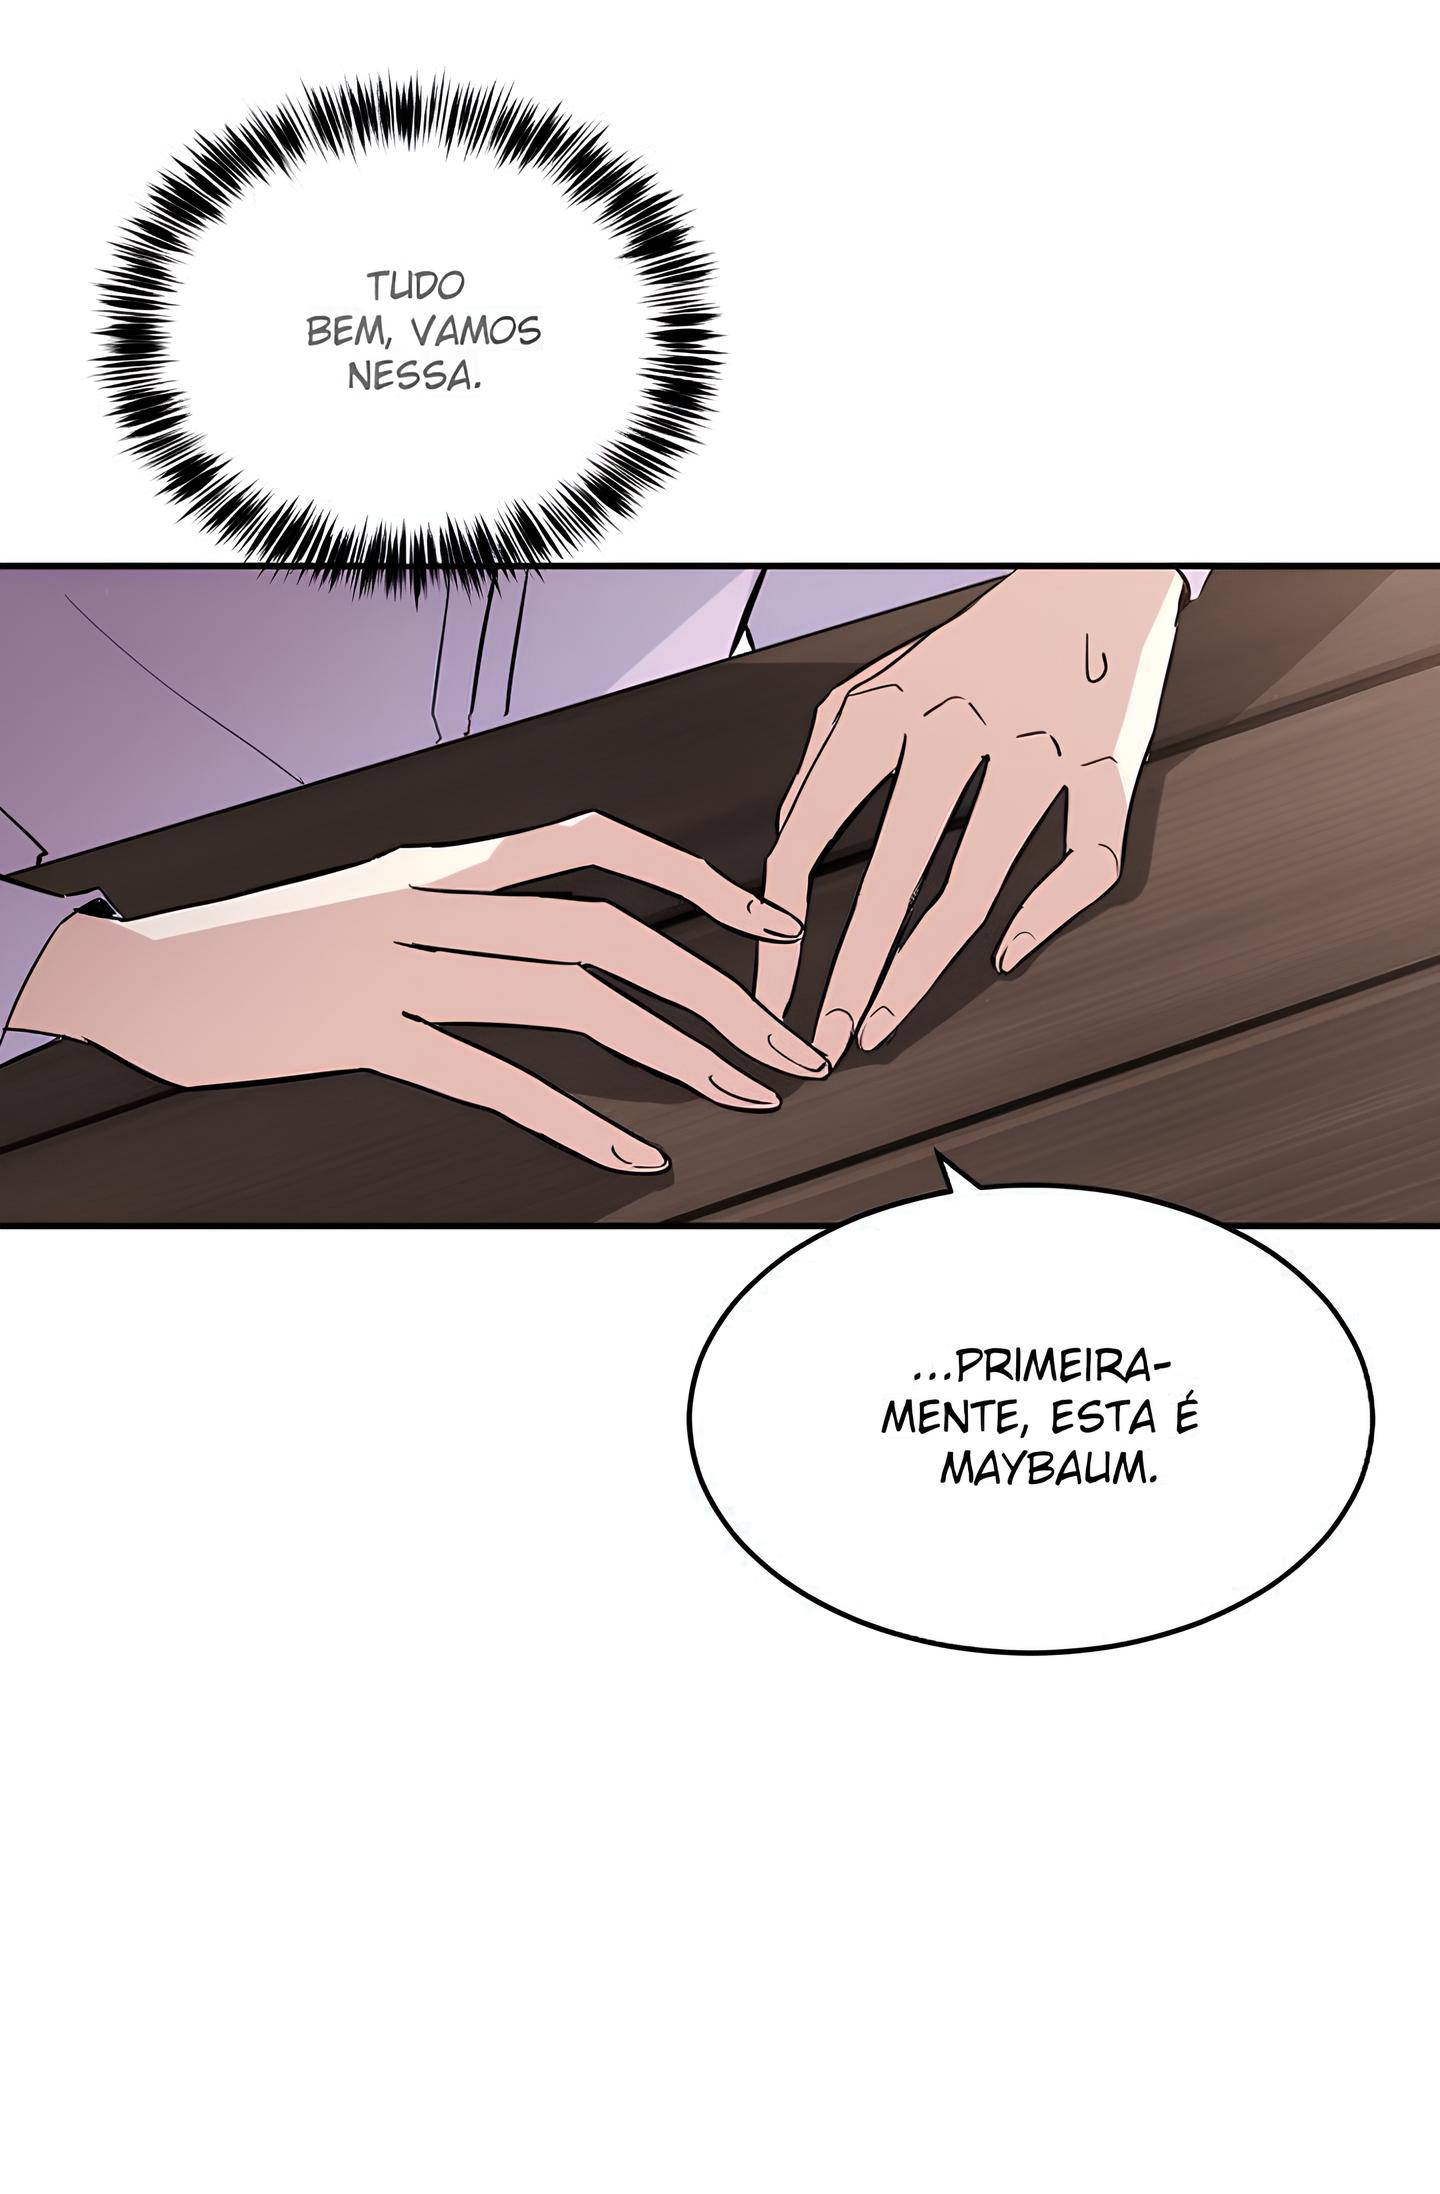 TUDO
BEM, VAMOS
NESSA.
...PRIMEIRA-
MENTE, ESTA É
MAYBAUM.